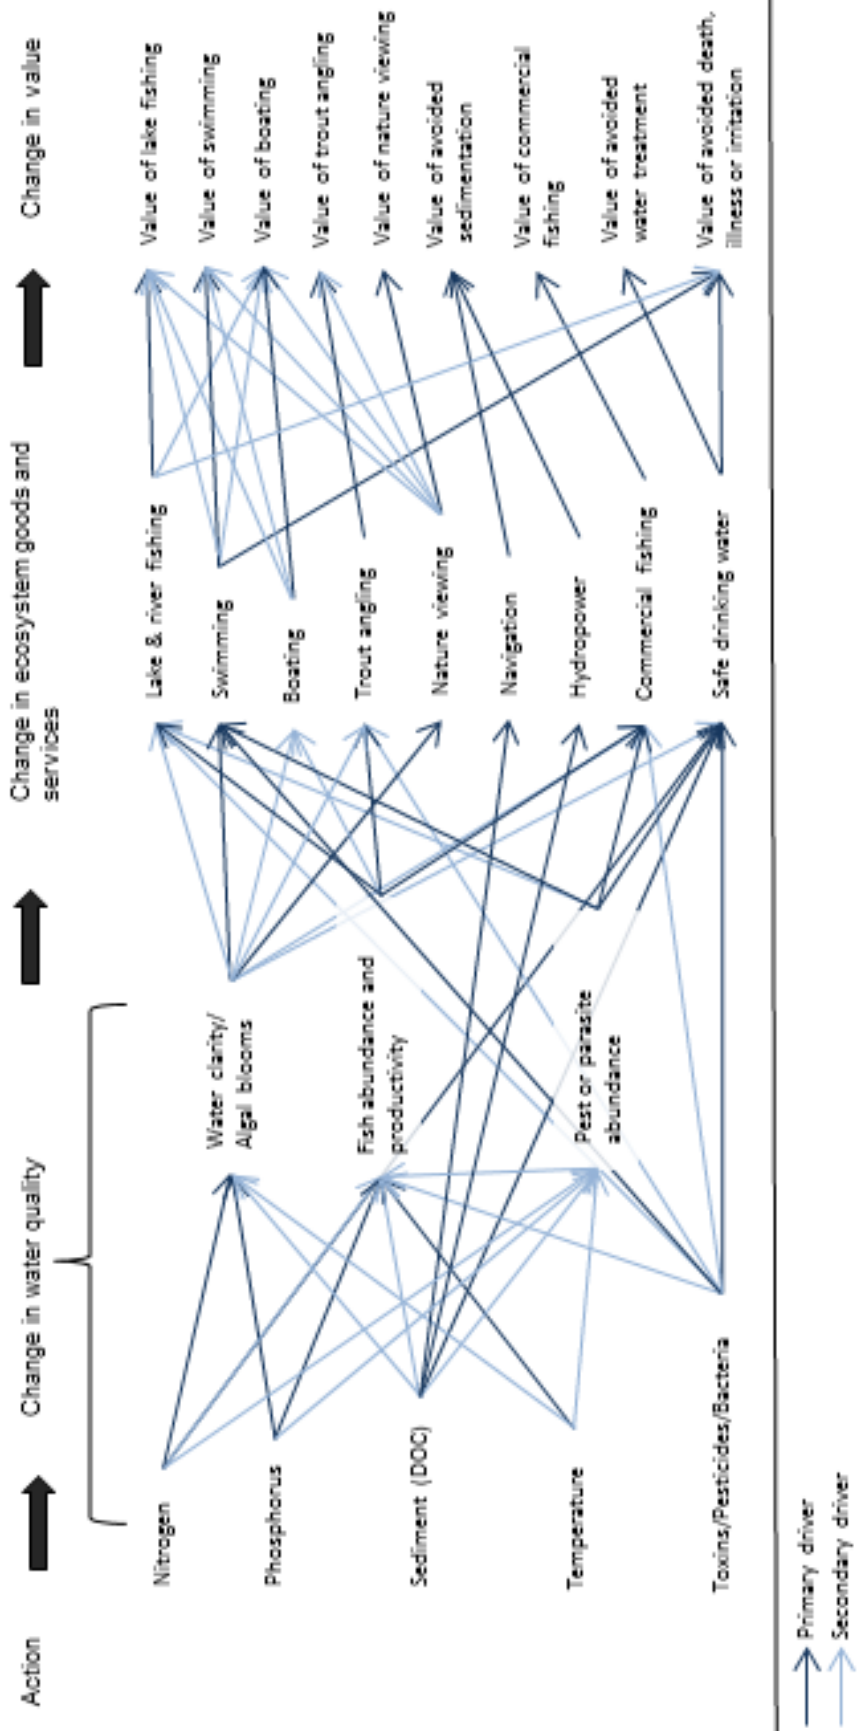 Action
Change in water quality
Change in ecosystem goods and
services
Change in value
Nitrogen
Phosphorus
Sediment (DOC)
Temperature
Toxins/Pesticides/Bacteria
Water clarity/
Algal blooms
Fish abundance and
productivity
Pest or parasite
abundance
Lake & river fishing
Swimming
Boating
Trout angling
Nature viewing
Navigation
Hydropower
Commercial fishing
Safe drinking water
Value of lake fishing
Value of swimming
Value of boating
Value of trout angling
Value of nature viewing
Value of avoided
sedimentation
Value of commercial
fishing
Value of avoided
water treatment
Value of avoided death,
illness or irritation
Primary driver
Secondary driver